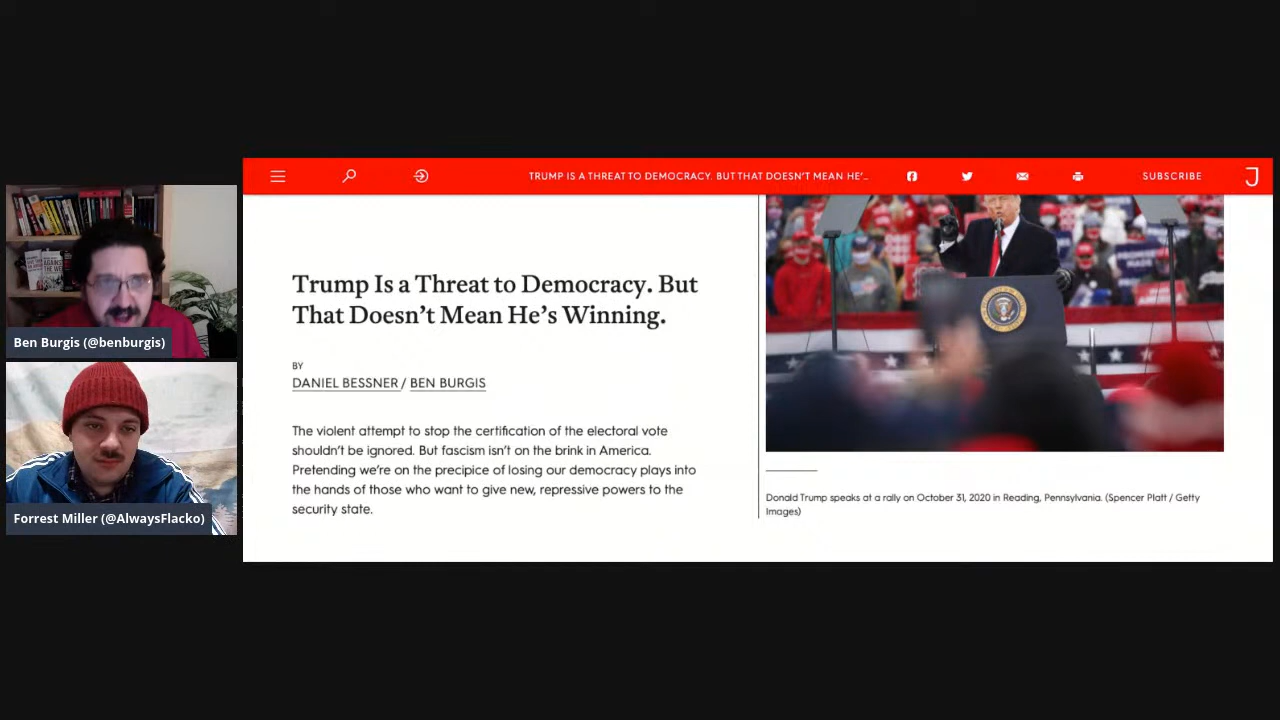 TRUMP IS A THREAT TO DEMOCRACY. BUT THAT DOESN'T MEAN HE'...
SUBSCRIBE
J
Trump Is a Threat to Democracy. But
That Doesn't Mean He's Winning.
BY
DANIEL BESSNER / BEN BURGIS
The violent attempt to stop the certification of the electoral vote
shouldn't be ignored. But fascism isn't on the brink in America.
Pretending we're on the precipice of losing our democracy plays into
the hands of those who want to give new, repressive powers to the
security state.
Donald Trump speaks at a rally on October 31, 2020 in Reading, Pennsylvania. (Spencer Platt / Getty
Images)
Ben Burgis (@benburgis)
Forrest Miller (@AlwaysFlacko)